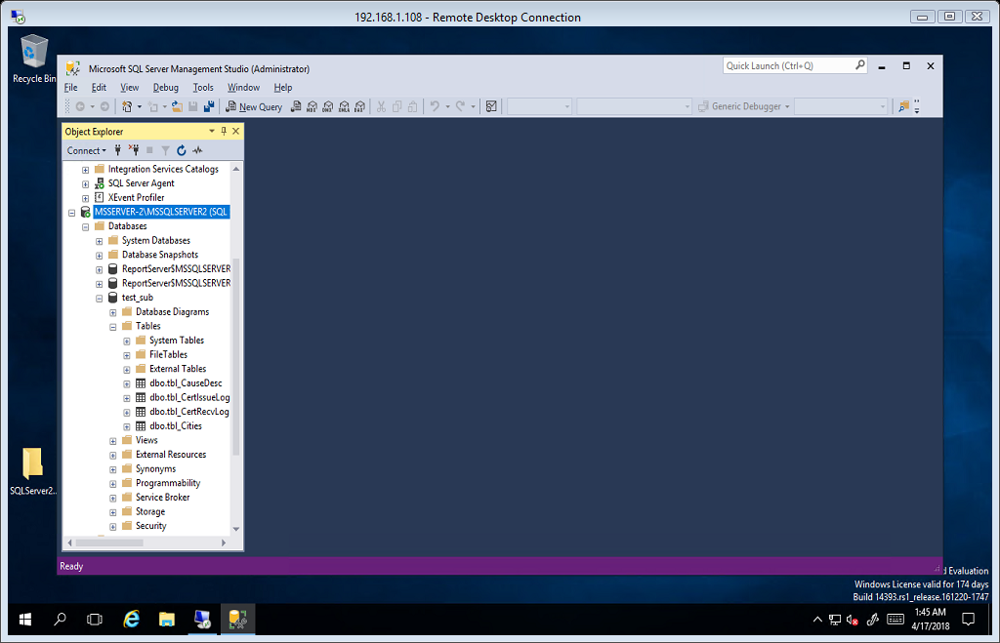 192.168.1.108 - Remote Desktop Connection
Recycle Bin
Microsoft SQL Server Management Studio (Administrator)
Quick Launch (Ctrl+Q)
File Edit View Debug Tools Window Help
New Query
Generic Debugger
Object Explorer
Connect
Integration Services Catalogs
SQL Server Agent
XEvent Profiler
MSSERVER-2\MSSQLSERVER2 (SQL
Databases
System Databases
Database Snapshots
ReportServer$MSSQLSERVER
ReportServer$MSSQLSERVER
test_sub
Database Diagrams
Tables
System Tables
FileTables
External Tables
dbo.tbl_CauseDesc
dbo.tbl_CertIssueLog
dbo.tbl_CertRecvLog
dbo.tbl_Cities
Views
External Resources
Synonyms
Programmability
Service Broker
Storage
Security
SQLServer2...
Ready
d Evaluation
Windows License valid for 174 days
Build 14393.rs1_release.161220-1747
1:45 AM
4/17/2018